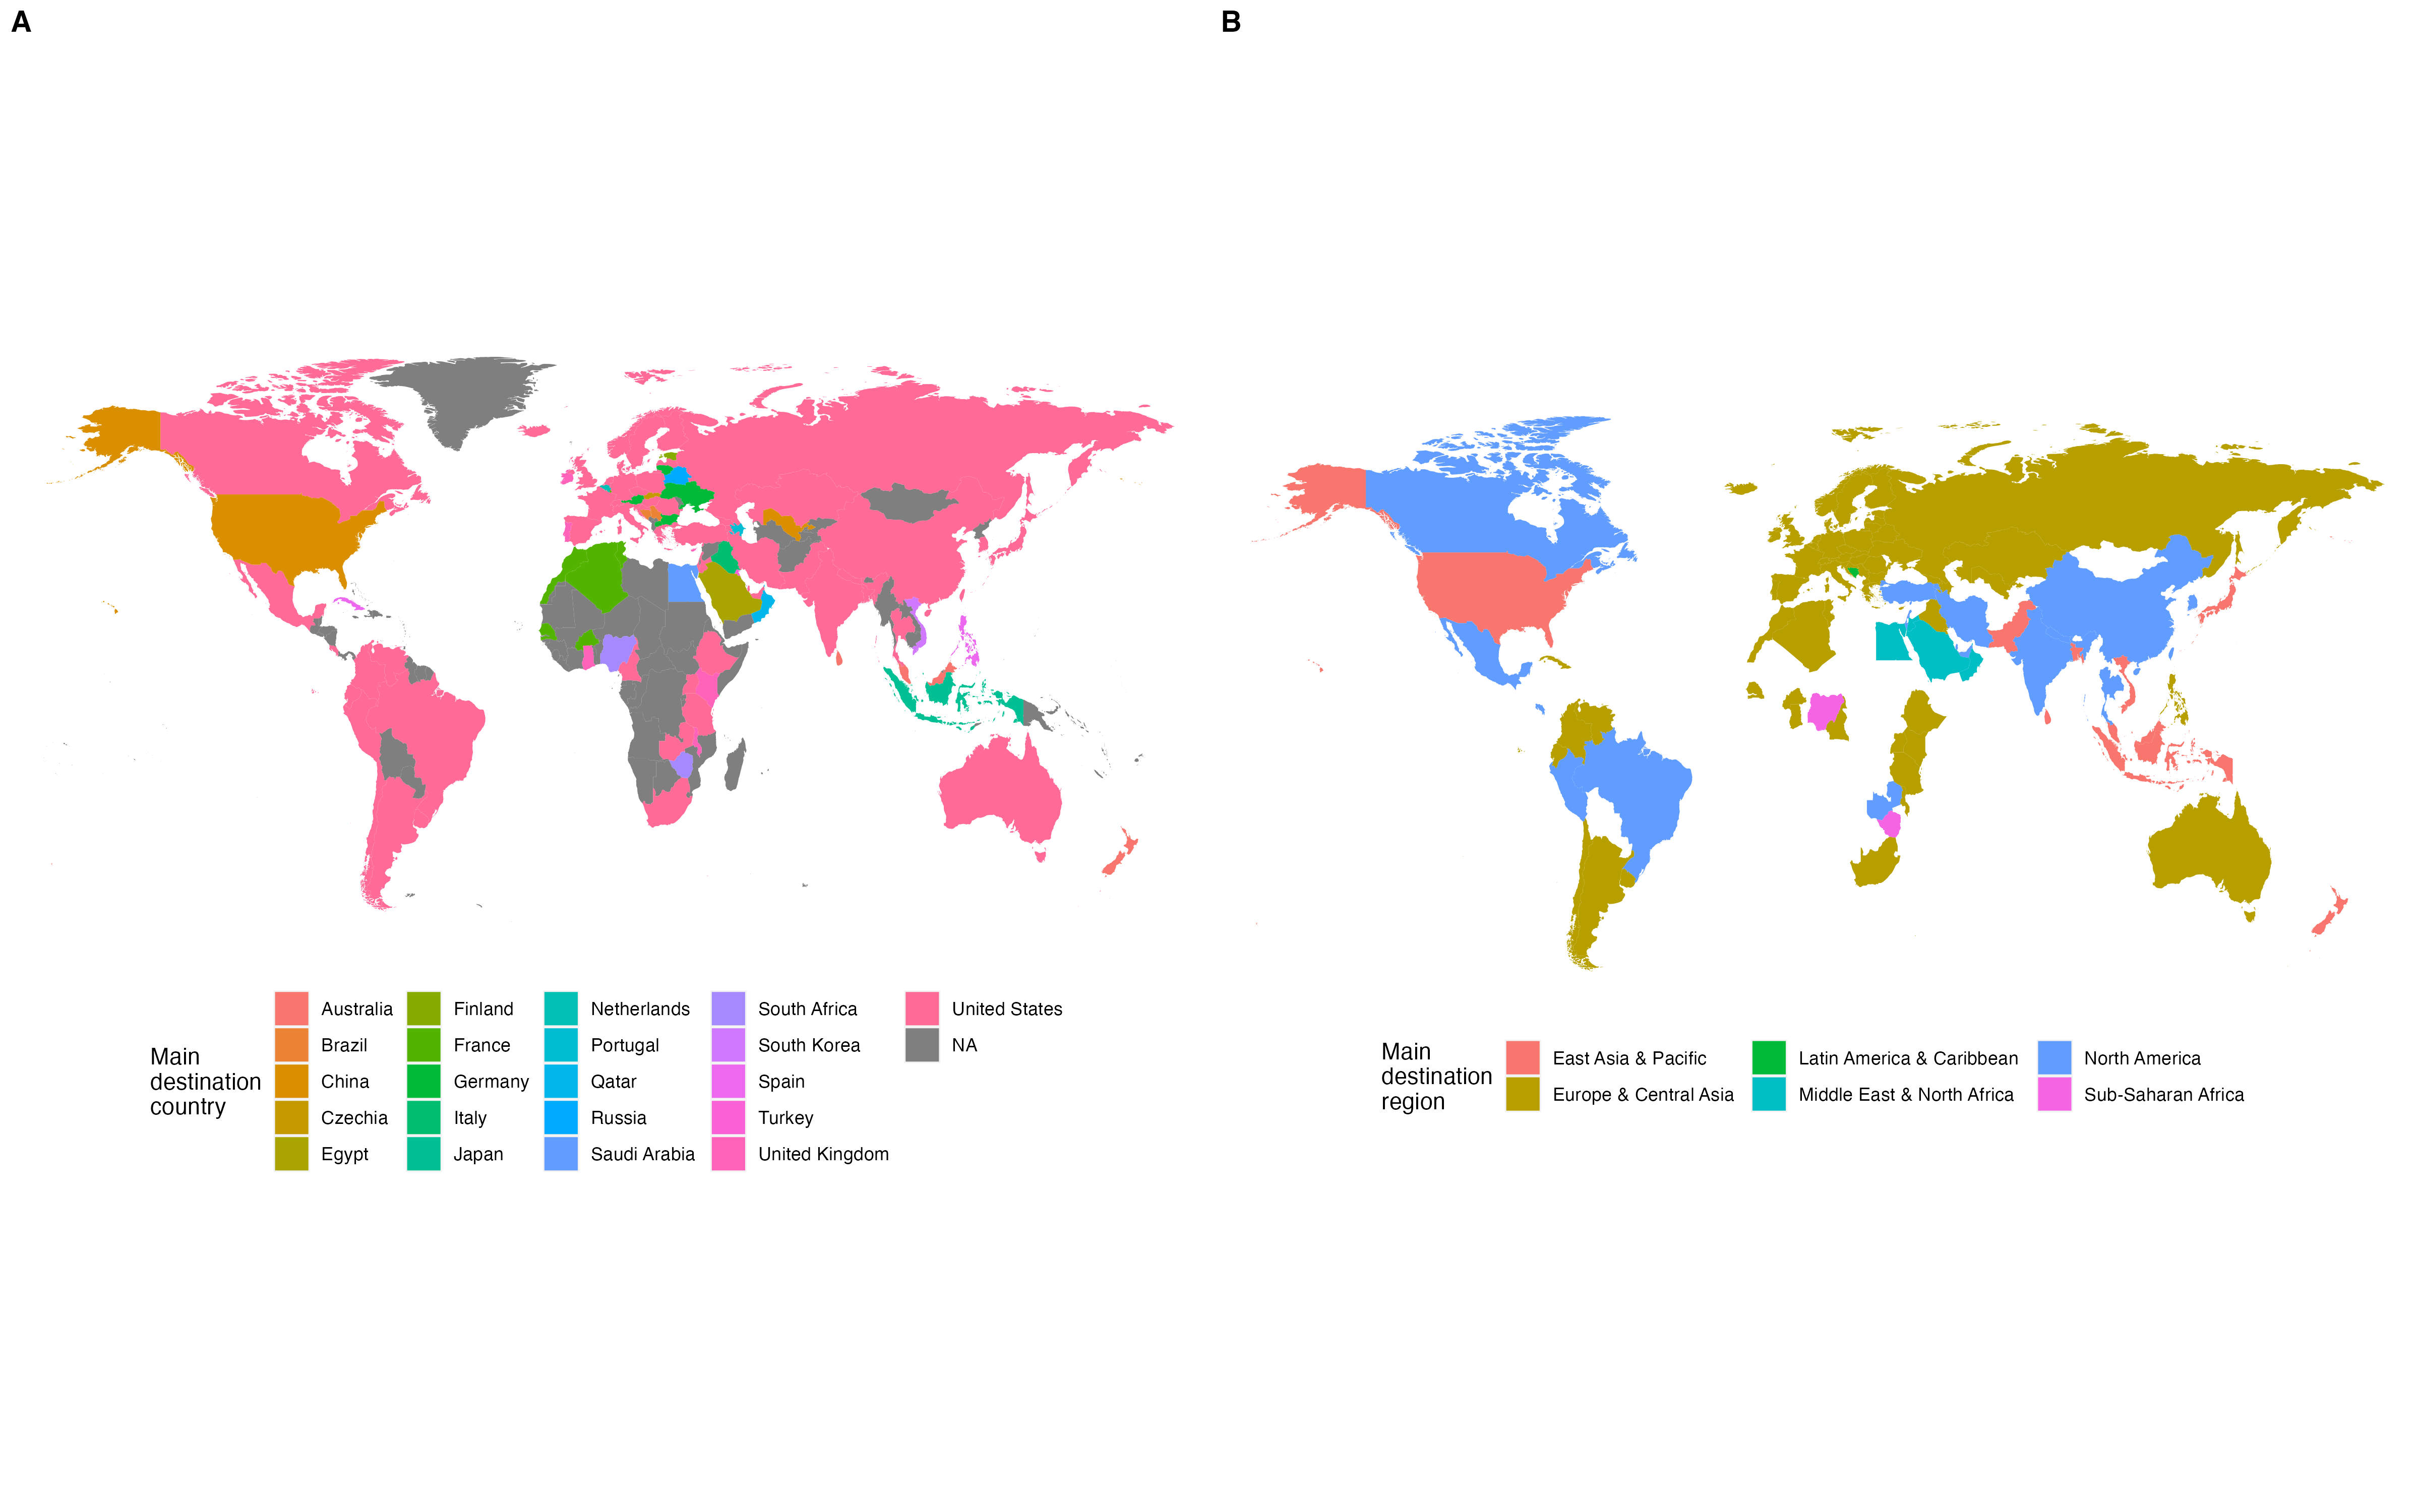 A
B
Main
destination
country
Australia
Brazil
China
Czechia
Egypt
Finland
France
Germany
Italy
Japan
Netherlands
Portugal
Qatar
Russia
Saudi Arabia
South Africa
South Korea
Spain
Turkey
United Kingdom
United States
NA
Main
destination
region
East Asia & Pacific
Europe & Central Asia
Latin America & Caribbean
Middle East & North Africa
North America
Sub-Saharan Africa